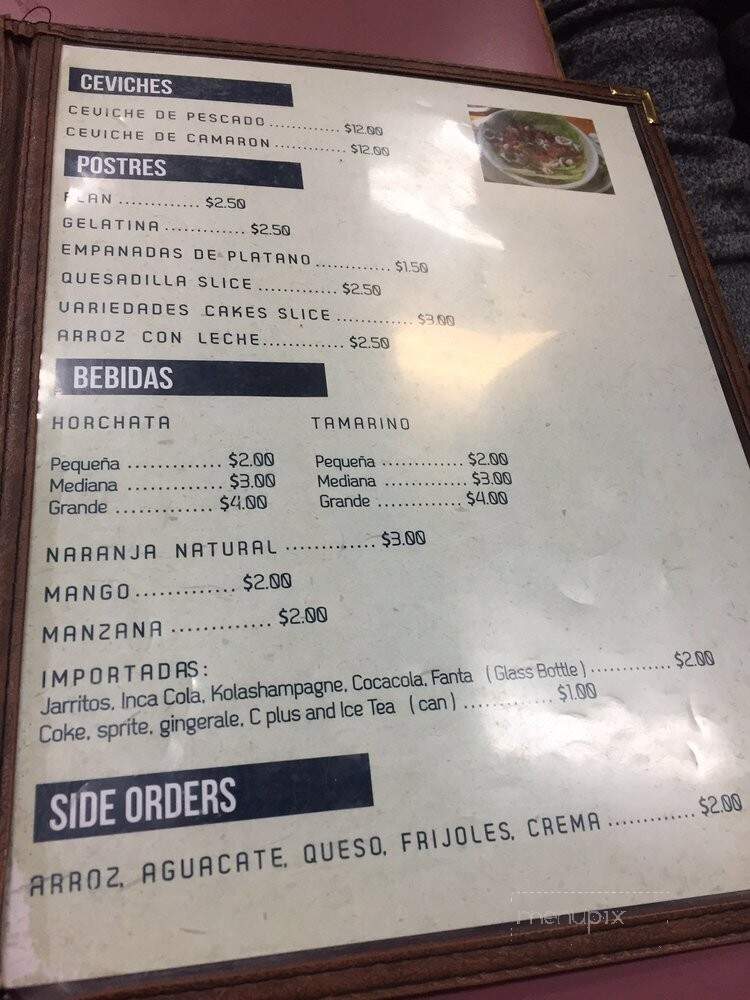 CEVICHES
CEVICHE DE PESCADO ............ $12.00
CEVICHE DE CAMARON ............ $12.00
POSTRES
FLAN ............ $2.50
GELATINA ............ $2.50
EMPANADAS DE PLATANO ............ $1.50
QUESADILLA SLICE ............ $2.50
VARIEDADES CAKES SLICE ............ $3.00
ARROZ CON LECHE............ $2.50
BEBIDAS
HORCHATA TAMARINO
Pequeña ............. $2.00 Pequeña ............. $2.00
Mediana ............. $3.00 Mediana ............. $3.00
Grande ............. $4.00 Grande ............. $4.00
NARANJA NATURAL ............. $3.00
MANGO............. $2.00
MANZANA ............. $2.00
IMPORTADAS:
Jarritos, Inca Cola, Kolashampagne, Cocacola, Fanta (Glass Bottle) ............ $2.00
Coke, sprite, gingerale, C plus and Ice Tea (can) ............ $1.00
SIDE ORDERS
ARROZ, AGUACATE, QUESO, FRIJOLES, CREMA ............. $2.00
menupix